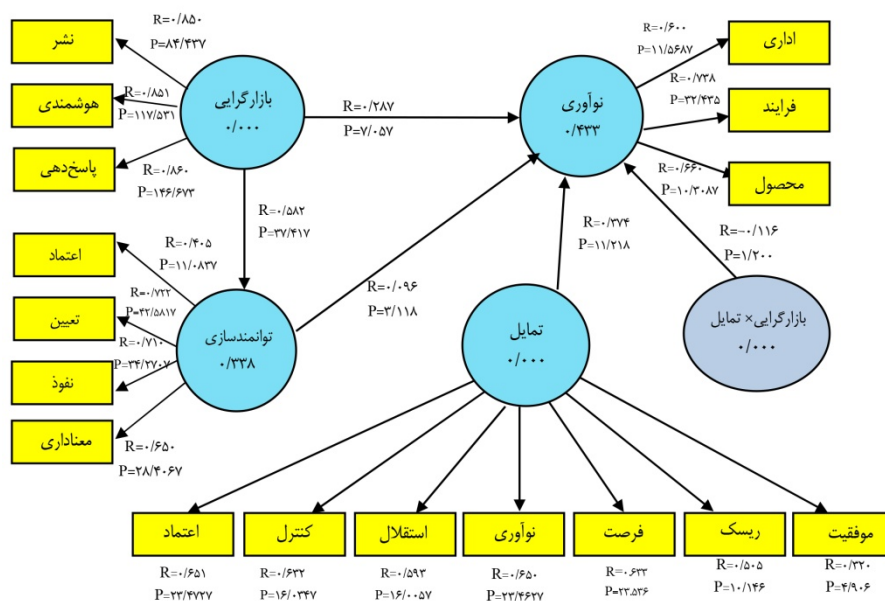 نشر
R=۰/۸۵۰
P=۸۴/۴۳۷
هوشمندی
R=۰/۸۵۱
P=۱۱۷/۵۳۱
پاسخ‌دهی
R=۰/۸۶۰
P=۱۴۶/۶۷۳
بازارگرایی
۰/۰۰۰
R=۰/۲۸۷
P=۷/۰۵۷
نوآوری
۰/۴۳۳
R=۰/۶۰۰
P=۱۱/۵۶۸۷
اداری
R=۰/۷۳۸
P=۳۲/۴۳۵
فرایند
R=۰/۶۶۰
P=۱۰/۳۰۸۷
محصول
R=۰/۵۸۲
P=۳۷/۴۱۷
R=۰/۳۷۴
P=۱۱/۲۱۸
R=−۰/۱۱۶
P=۱/۲۰۰
اعتماد
R=۰/۴۰۵
P=۱۱/۰۸۳۷
تعیین
R=۰/۷۲۲
P=۴۲/۵۸۱۷
نفوذ
R=۰/۷۱۰
P=۳۴/۲۷۰۷
معناداری
R=۰/۶۵۰
P=۲۸/۴۰۶۷
توانمندسازی
۰/۳۳۸
R=۰/۰۹۶
P=۳/۱۱۸
تمایل
۰/۰۰۰
بازارگرایی× تمایل
۰/۰۰۰
موفقیت
R=۰/۳۲۰
P=۴/۹۰۶
ریسک
R=۰/۵۰۵
P=۱۰/۱۴۶
فرصت
R=۰/۶۳۳
P=۲۳.۵۳۶
نوآوری
R=۰/۶۵۰
P=۲۳/۴۶۲۷
استقلال
R=۰/۵۹۳
P=۱۶/۰۰۵۷
کنترل
R=۰/۶۳۲
P=۱۶/۰۳۴۷
اعتماد
R=۰/۶۵۱
P=۲۳/۴۷۲۷